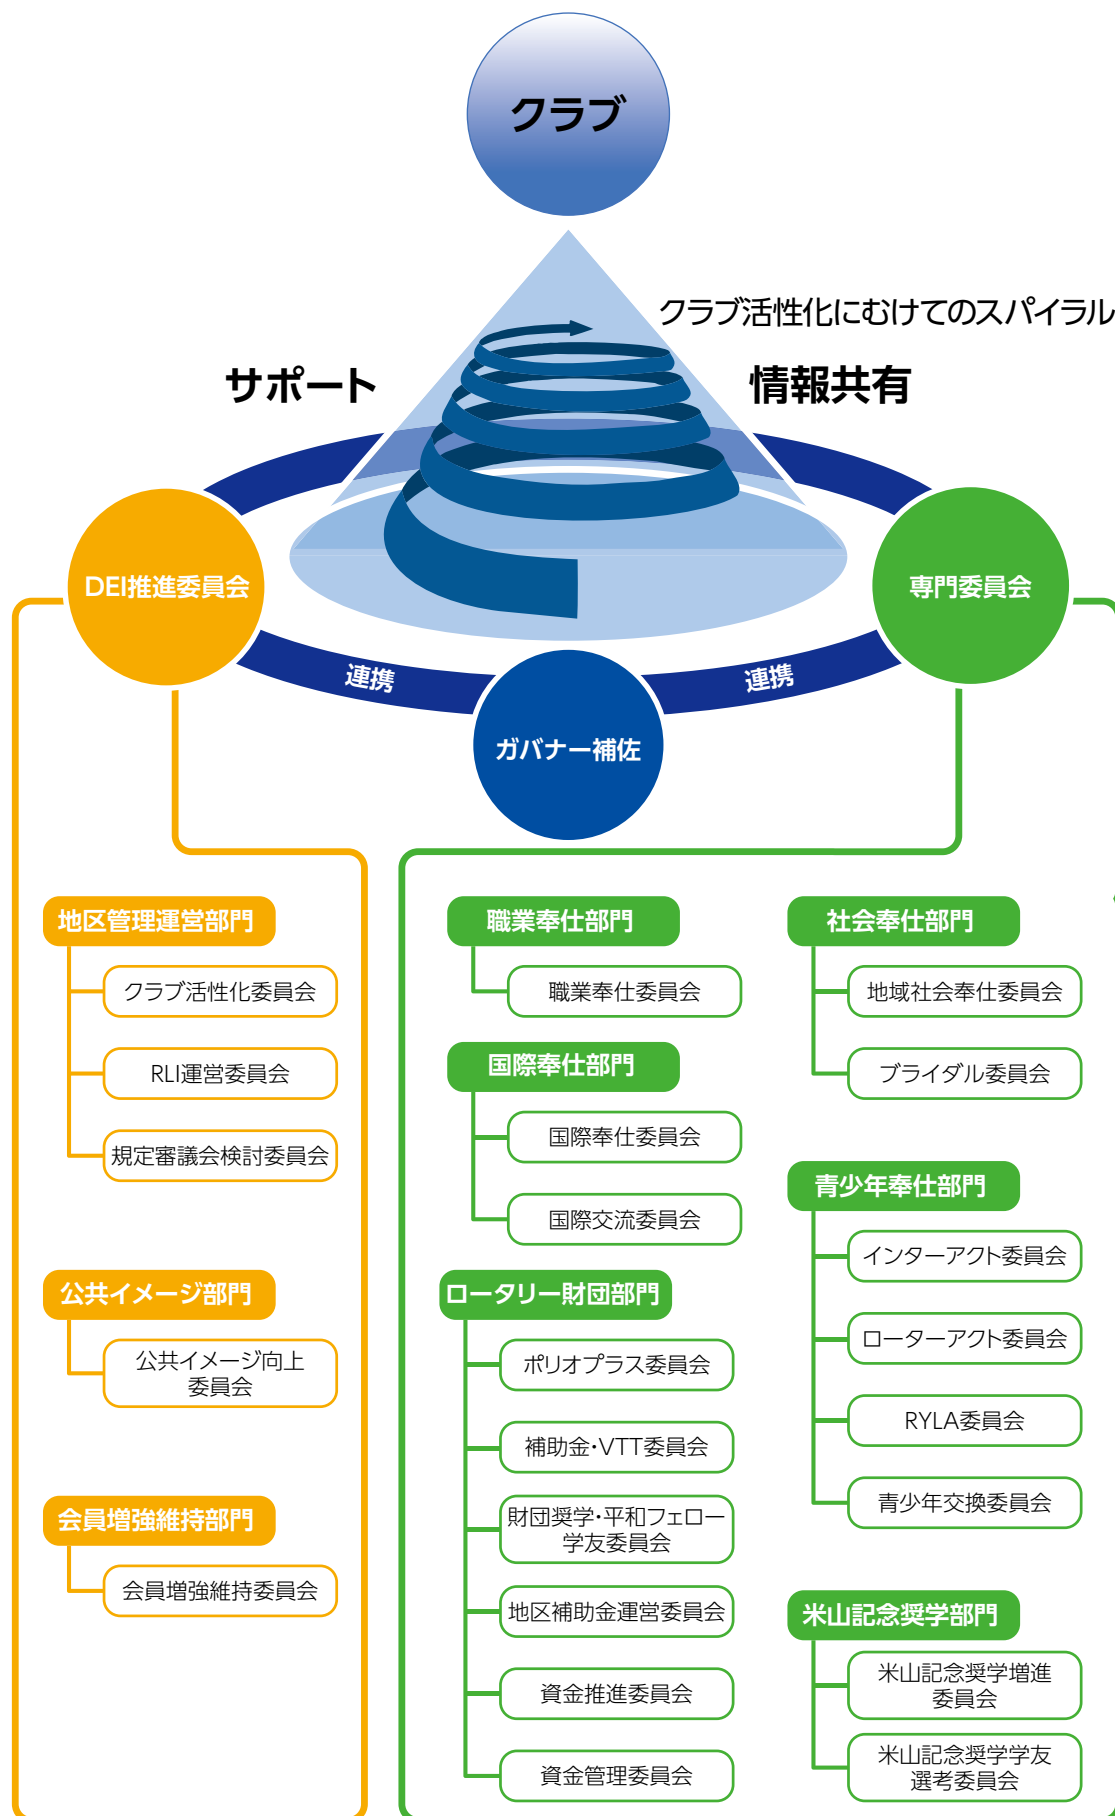 クラブ
クラブ活性化にむけてのスパイラル
サポート
情報共有
DEI推進委員会
専門委員会
連携
連携
ガバナー補佐
地区管理運営部門
クラブ活性化委員会
RLI運営委員会
規定審議会検討委員会
公共イメージ部門
公共イメージ向上
委員会
会員増強維持部門
会員増強維持委員会
職業奉仕部門
職業奉仕委員会
国際奉仕部門
国際奉仕委員会
国際交流委員会
ロータリー財団部門
ポリオプラス委員会
補助金・VTT委員会
財団奨学・平和フェロー
学友委員会
地区補助金運営委員会
資金推進委員会
資金管理委員会
社会奉仕部門
地域社会奉仕委員会
ブライダル委員会
青少年奉仕部門
インターアクト委員会
ローターアクト委員会
RYLA委員会
青少年交換委員会
米山記念奨学部門
米山記念奨学増進
委員会
米山記念奨学学友
選考委員会